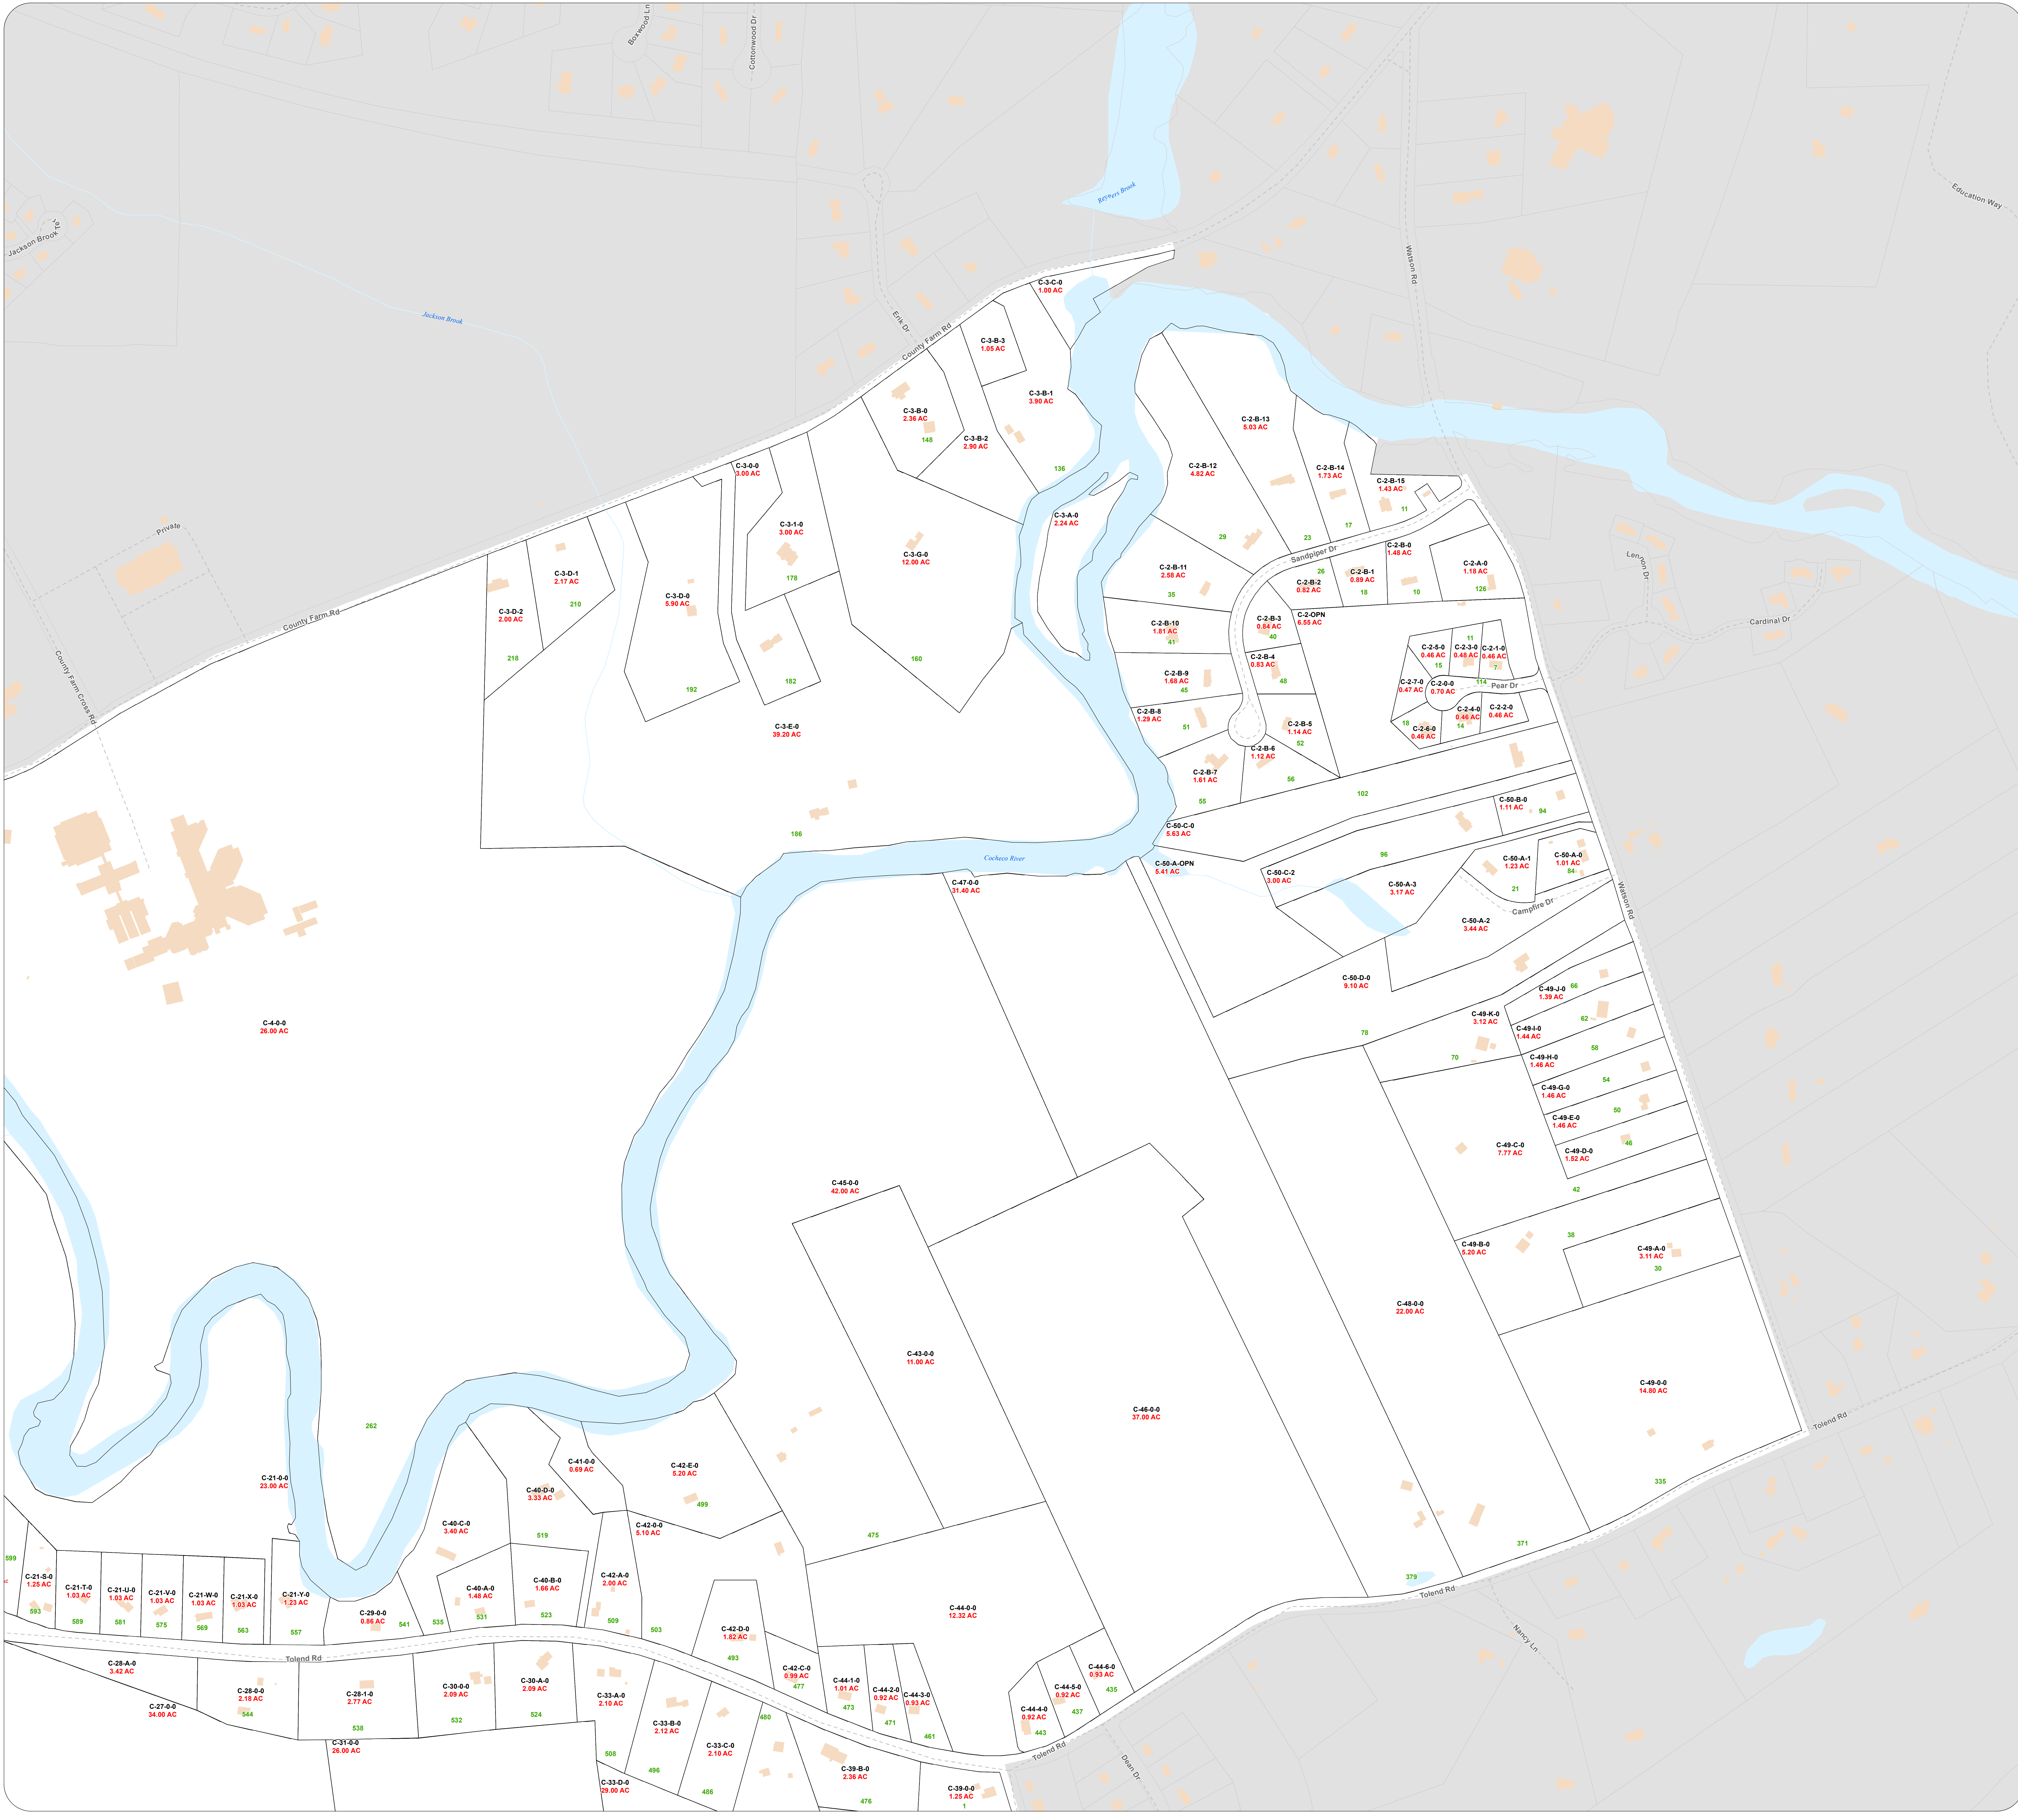 Boxwood Ln
Cottonwood Dr
Reyners Brook
Education Way
Jackson Brook
Ter
Watson Rd
Jackson Brook
Erik Dr
County Farm Rd
C-3-C-0
1.00 AC
C-3-B-3
1.05 AC
C-3-B-1
3.90 AC
136
C-3-B-0
2.36 AC
148
C-3-B-2
2.90 AC
C-2-B-13
5.03 AC
23
C-2-B-12
4.82 AC
29
C-2-B-14
1.73 AC
17
C-2-B-15
1.43 AC
11
C-3-0-0
3.00 AC
C-3-1-0
3.00 AC
178
C-3-A-0
2.24 AC
C-3-G-0
12.00 AC
160
Private
Sandpiper Dr
C-2-B-0
1.48 AC
10
C-2-A-0
1.18 AC
126
C-2-B-1
0.89 AC
18
C-2-B-2
0.82 AC
26
C-2-B-11
2.58 AC
35
Lennon Dr
Cardinal Dr
C-3-D-1
2.17 AC
210
C-3-D-2
2.00 AC
218
C-3-D-0
5.90 AC
192
182
County Farm Rd
County Farm Cross Rd
C-2-B-10
1.81 AC
41
C-2-B-3
0.84 AC
40
C-2-OPN
6.55 AC
C-2-B-4
0.83 AC
48
C-2-B-9
1.68 AC
45
C-2-5-0
0.46 AC
15
C-2-3-0
0.48 AC
11
C-2-1-0
0.46 AC
7
C-2-7-0
0.47 AC
18
C-2-0-0
0.70 AC
114
Pear Dr
C-2-4-0
0.46 AC
14
C-2-2-0
0.46 AC
C-2-6-0
0.46 AC
C-2-B-8
1.29 AC
51
C-2-B-5
1.14 AC
52
C-2-B-6
1.12 AC
56
C-2-B-7
1.61 AC
55
C-3-E-0
39.20 AC
186
102
C-50-C-0
5.63 AC
C-50-B-0
1.11 AC
94
96
Cocheco River
C-50-A-OPN
5.41 AC
C-50-C-2
3.00 AC
C-50-A-1
1.23 AC
21
C-50-A-0
1.01 AC
84
C-50-A-3
3.17 AC
Campfire Dr
Watson Rd
C-50-A-2
3.44 AC
C-47-0-0
31.40 AC
C-50-D-0
9.10 AC
78
C-4-0-0
26.00 AC
262
C-49-J-0
1.39 AC
66
C-49-K-0
3.12 AC
70
C-49-I-0
1.44 AC
62
C-49-H-0
1.46 AC
58
C-49-G-0
1.46 AC
54
C-49-E-0
1.46 AC
50
C-49-D-0
1.52 AC
46
C-49-C-0
7.77 AC
42
C-45-0-0
42.00 AC
475
C-49-B-0
5.20 AC
38
C-49-A-0
3.11 AC
30
C-48-0-0
22.00 AC
371
C-43-0-0
11.00 AC
C-49-0-0
14.80 AC
335
C-46-0-0
37.00 AC
379
Tolend Rd
C-21-0-0
23.00 AC
C-41-0-0
0.69 AC
C-42-E-0
5.20 AC
499
C-40-D-0
3.33 AC
519
C-40-C-0
3.40 AC
535
C-42-0-0
5.10 AC
503
599
C-21-S-0
1.25 AC
593
C-21-T-0
1.03 AC
589
C-21-U-0
1.03 AC
581
C-21-V-0
1.03 AC
575
C-21-W-0
1.03 AC
569
C-21-X-0
1.03 AC
563
C-21-Y-0
1.23 AC
557
C-29-0-0
0.86 AC
541
C-40-A-0
1.48 AC
531
C-40-B-0
1.66 AC
523
C-42-A-0
2.00 AC
509
C-42-D-0
1.82 AC
493
C-42-C-0
0.99 AC
477
C-44-0-0
12.32 AC
Tolend Rd
Nancy Ln
Tolend Rd
C-28-A-0
3.42 AC
C-27-0-0
34.00 AC
C-28-0-0
2.18 AC
544
C-28-1-0
2.77 AC
538
C-30-0-0
2.09 AC
532
C-30-A-0
2.09 AC
524
C-33-A-0
2.10 AC
508
C-33-B-0
2.12 AC
496
C-33-C-0
2.10 AC
486
480
C-44-1-0
1.01 AC
473
C-44-2-0
0.92 AC
471
C-44-3-0
0.93 AC
461
C-44-4-0
0.92 AC
443
C-44-5-0
0.92 AC
437
C-44-6-0
0.93 AC
435
C-31-0-0
26.00 AC
C-33-D-0
29.00 AC
C-39-B-0
2.36 AC
476
C-39-0-0
1.25 AC
1
Tolend Rd
Dean Dr